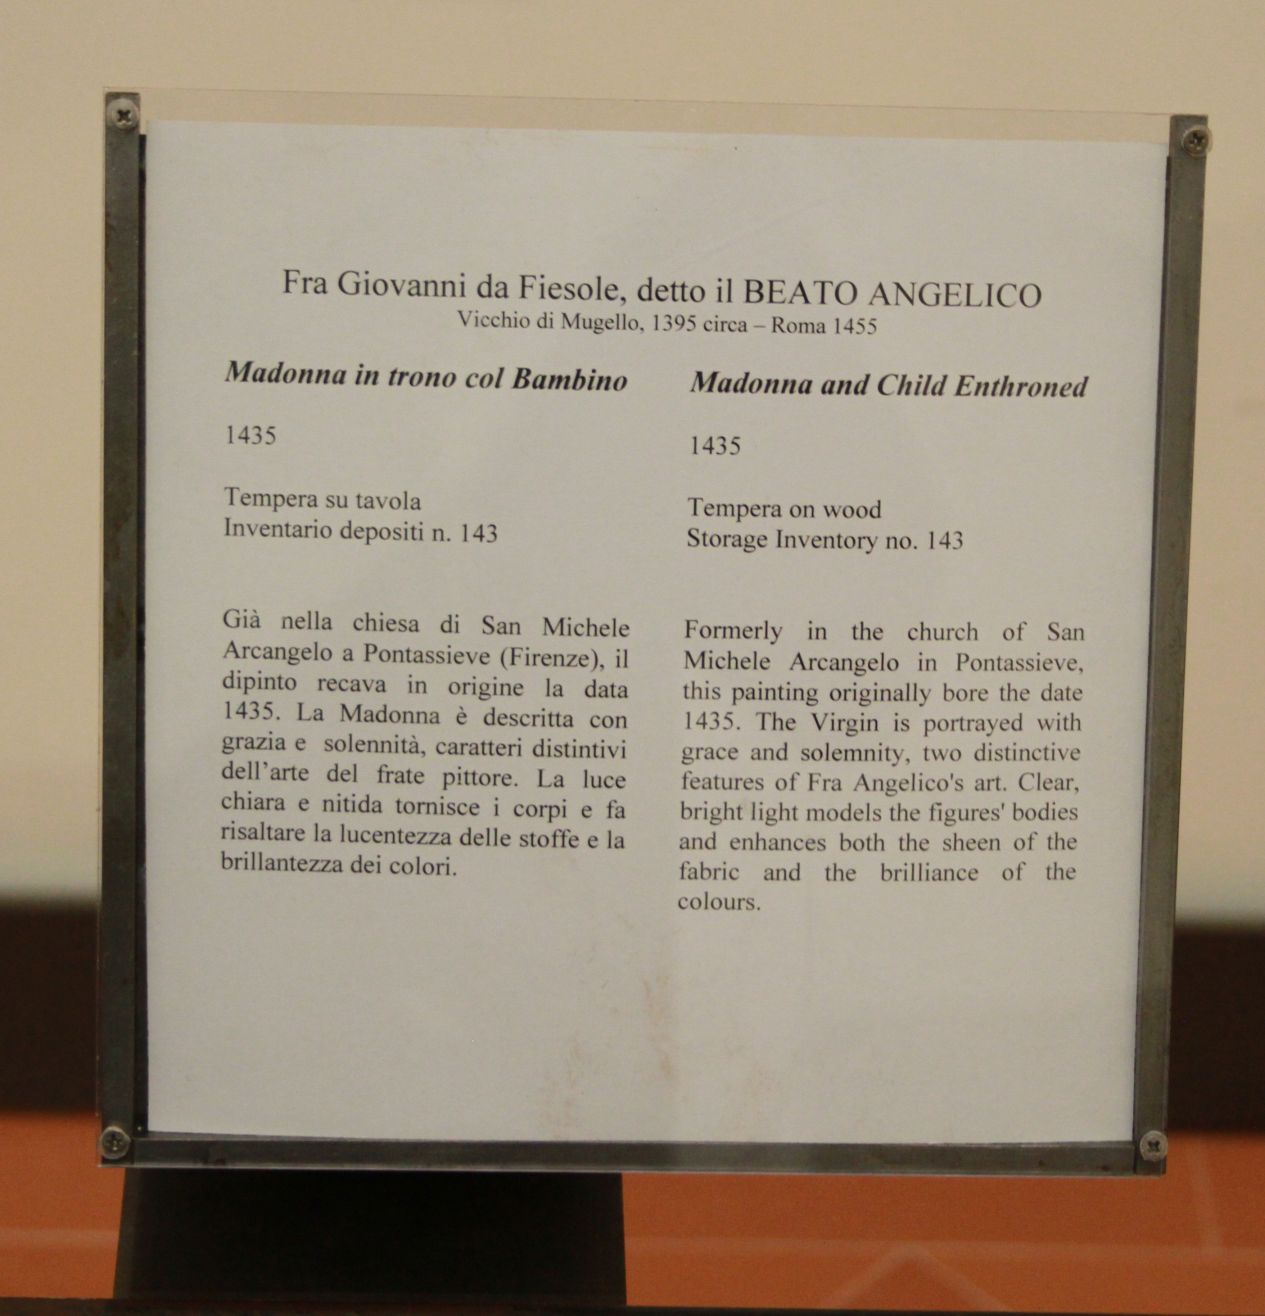 Fra Giovanni da Fiesole, detto il BEATO ANGELICO
Vicchio di Mugello, 1395 circa – Roma 1455
Madonna in trono col Bambino
1435
Tempera su tavola
Inventario depositi n. 143
Già nella chiesa di San Michele
Arcangelo a Pontassieve (Firenze), il
dipinto recava in origine la data
1435. La Madonna è descritta con
grazia e solennità, caratteri distintivi
dell'arte del frate pittore. La luce
chiara e nitida tornisce i corpi e fa
risaltare la lucentezza delle stoffe e la
brillantezza dei colori.
Madonna and Child Enthroned
1435
Tempera on wood
Storage Inventory no. 143
Formerly in the church of San
Michele Arcangelo in Pontassieve,
this painting originally bore the date
1435. The Virgin is portrayed with
grace and solemnity, two distinctive
features of Fra Angelico's art. Clear,
bright light models the figures' bodies
and enhances both the sheen of the
fabric and the brilliance of the
colours.